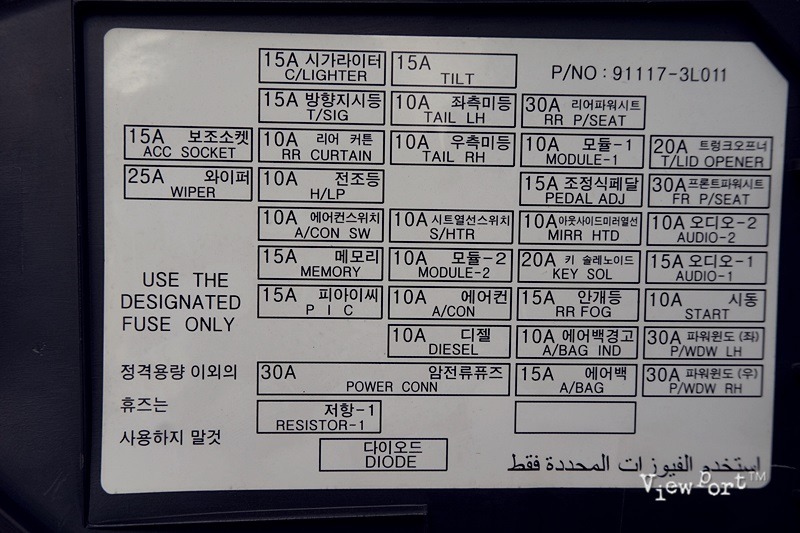 15A 시가라이터 15A
C/LIGHTER TILT P/NO : 91117-3L011
15A 방향지시등 10A 좌측미등 30A 리어파워시트
T/SIG TAIL LH RR P/SEAT
15A 보조소켓 10A 리어 커튼 10A 우측미등 10A 모듈-1 20A 트렁크오프너
ACC SOCKET RR CURTAIN TAIL RH MODULE-1 T/LID OPENER
25A 와이퍼 10A 전조등 15A 조정식페달 30A 프론트파워시트
WIPER H/LP PEDAL ADJ FR P/SEAT
10A 에어컨스위치 10A 시트열선스위치 10A 아웃사이드미러열선 10A 오디오-2
A/CON SW S/HTR MIRR HTD AUDIO-2
15A 메모리 10A 모듈-2 20A 키 솔레노이드 15A 오디오-1
MEMORY MODULE-2 KEY SOL AUDIO-1
15A 피아이씨 10A 에어컨 15A 안개등 10A 시동
P I C A/CON RR FOG START
10A 디젤 10A 에어백경고 30A 파워윈도 (좌)
DIESEL A/BAG IND P/WDW LH
30A 암전류퓨즈 15A 에어백 30A 파워윈도 (우)
POWER CONN A/BAG P/WDW RH
저항-1
RESISTOR-1
다이오드
DIODE
USE THE
DESIGNATED
FUSE ONLY
정격용량 이외의
휴즈는
사용하지 말것
استخدم الفيوزات المحددة فقط
View Port™